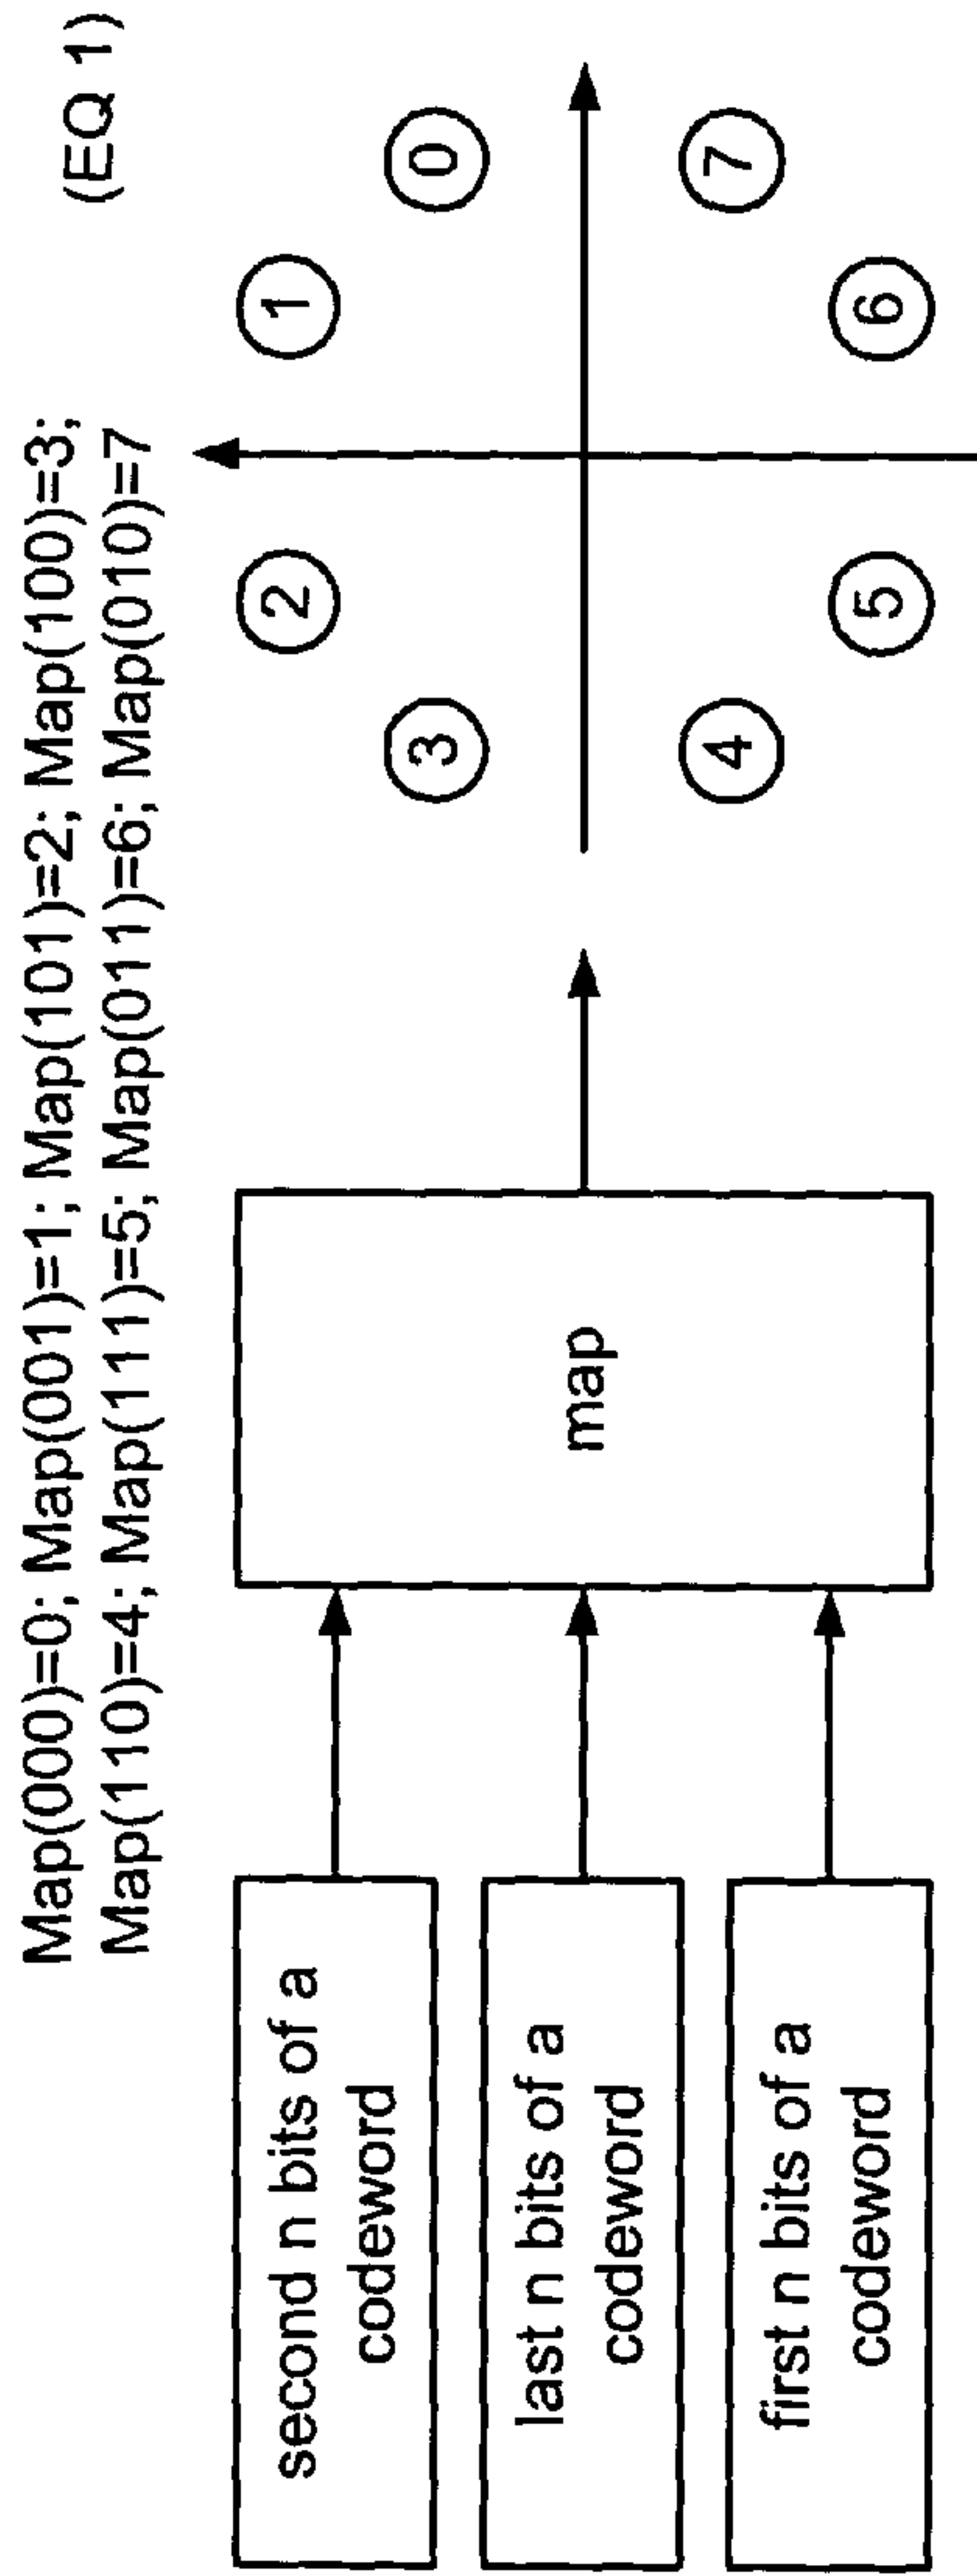 Map(000)=0; Map(001)=1; Map(101)=2; Map(100)=3;
Map(110)=4; Map(111)=5; Map(011)=6; Map(010)=7
(EQ 1)
second n bits of a
codeword
last n bits of a
codeword
first n bits of a
codeword
map
2
1
3
0
4
7
5
6